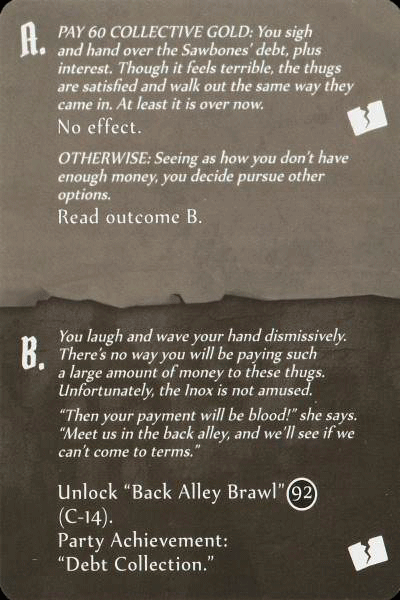 A.
PAY 60 COLLECTIVE GOLD: You sigh
and hand over the Sawbones' debt, plus
interest. Though it feels terrible, the thugs
are satisfied and walk out the same way they
came in. At least it is over now.
No effect.
OTHERWISE: Seeing as how you don't have
enough money, you decide pursue other
options.
Read outcome B.
B.
You laugh and wave your hand dismissively.
There's no way you will be paying such
a large amount of money to these thugs.
Unfortunately, the Inox is not amused.
"Then your payment will be blood!" she says.
"Meet us in the back alley, and we'll see if we
can't come to terms."
Unlock "Back Alley Brawl" 92
(C-14).
Party Achievement:
"Debt Collection."